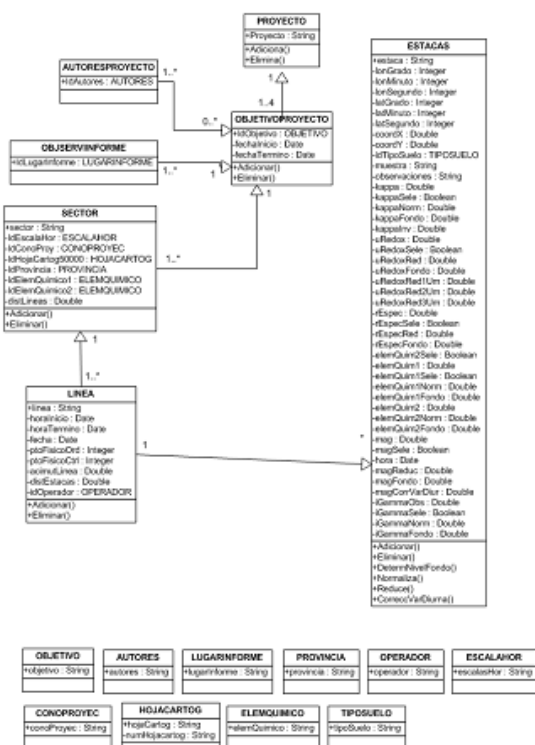 PROYECTO
+Proyecto : String
+Adiciona()
+Elimina()
1
1..4
AUTORESPROYECTO
+IdAutores : AUTORES
1..*
0..*
OBJETIVOPROYECTO
+IdObjetivo : OBJETIVO
-fechaInicio : Date
-fechaTermino : Date
+Adicionar()
+Eliminar()
OBJSERVIINFORME
+IdLugarInforme : LUGARINFORME
1..*
1
1
SECTOR
+sector : String
-IdEscalaHor : ESCALAHOR
-IdConoProy : CONOPROYEC
-IdHojaCartog50000 : HOJACARTOG
-IdProvincia : PROVINCIA
-IdElemQuimico1 : ELEMQUIMICO
-IdElemQuimico2 : ELEMQUIMICO
-distLineas : Double
+Adicionar()
+Eliminar()
1..*
1
1..*
LINEA
+linea : String
-horaInicio : Date
-horaTermino : Date
-fecha : Date
-ptoFisicoOrd : Integer
-ptoFisicoCtrl : Integer
-acimutLinea : Double
-distEstacas : Double
-idOperador : OPERADOR
+Adicionar()
+Eliminar()
1
*
ESTACAS
+estaca : String
-lonGrado : Integer
-lonMinuto : Integer
-lonSegundo : Integer
-latGrado : Integer
-latMinuto : Integer
-latSegundo : Integer
-coordX : Double
-coordY : Double
-idTipoSuelo : TIPOSUELO
-muestra : String
-observaciones : String
-kappa : Double
-kappaSele : Boolean
-kappaNorm : Double
-kappaFondo : Double
-kappaInv : Double
-uRedox : Double
-uRedoxSele : Boolean
-uRedoxRed : Double
-uRedoxFondo : Double
-uRedoxRed1Um : Double
-uRedoxRed2Um : Double
-uRedoxRed3Um : Double
-rEspec : Double
-rEspecSele : Boolean
-rEspecRed : Double
-rEspecFondo : Double
-elemQuim2Sele : Boolean
-elemQuim1 : Double
-elemQuim1Sele : Boolean
-elemQuim1Norm : Double
-elemQuim1Fondo : Double
-elemQuim2 : Double
-elemQuim2Norm : Double
-elemQuim2Fondo : Double
-mag : Double
-magSele : Boolean
-hora : Date
-magReduc : Double
-magFondo : Double
-magCorrVarDiur : Double
-iGammaObs : Double
-iGammaSele : Boolean
-iGammaNorm : Double
-iGammaFondo : Double
+Adicionar()
+Eliminar()
+DetermNivelFondo()
+Normaliza()
+Reduce()
+CorreccVarDiurna()
OBJETIVO
+objetivo : String
AUTORES
+autores : String
LUGARINFORME
+lugarInforme : String
PROVINCIA
+provincia : String
OPERADOR
+operador : String
ESCALAHOR
+escalasHor : String
CONOPROYEC
+conoProyec : String
HOJACARTOG
+hojaCartog : String
-numHojacartog : String
ELEMQUIMICO
+elemQuimico : String
TIPOSUELO
+tipoSuelo : String